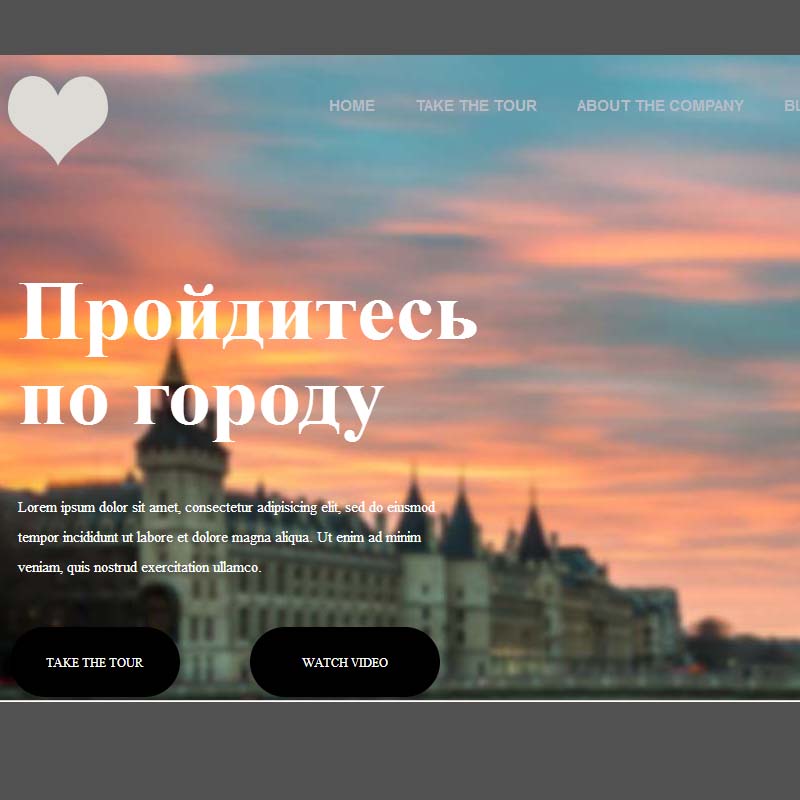 HOME TAKE THE TOUR ABOUT THE COMPANY
Пройдитесь
по городу
Lorem ipsum dolor sit amet, consectetur adipisicing elit, sed do eiusmod
tempor incididunt ut labore et dolore magna aliqua. Ut enim ad minim
veniam, quis nostrud exercitation ullamco.
TAKE THE TOUR WATCH VIDEO